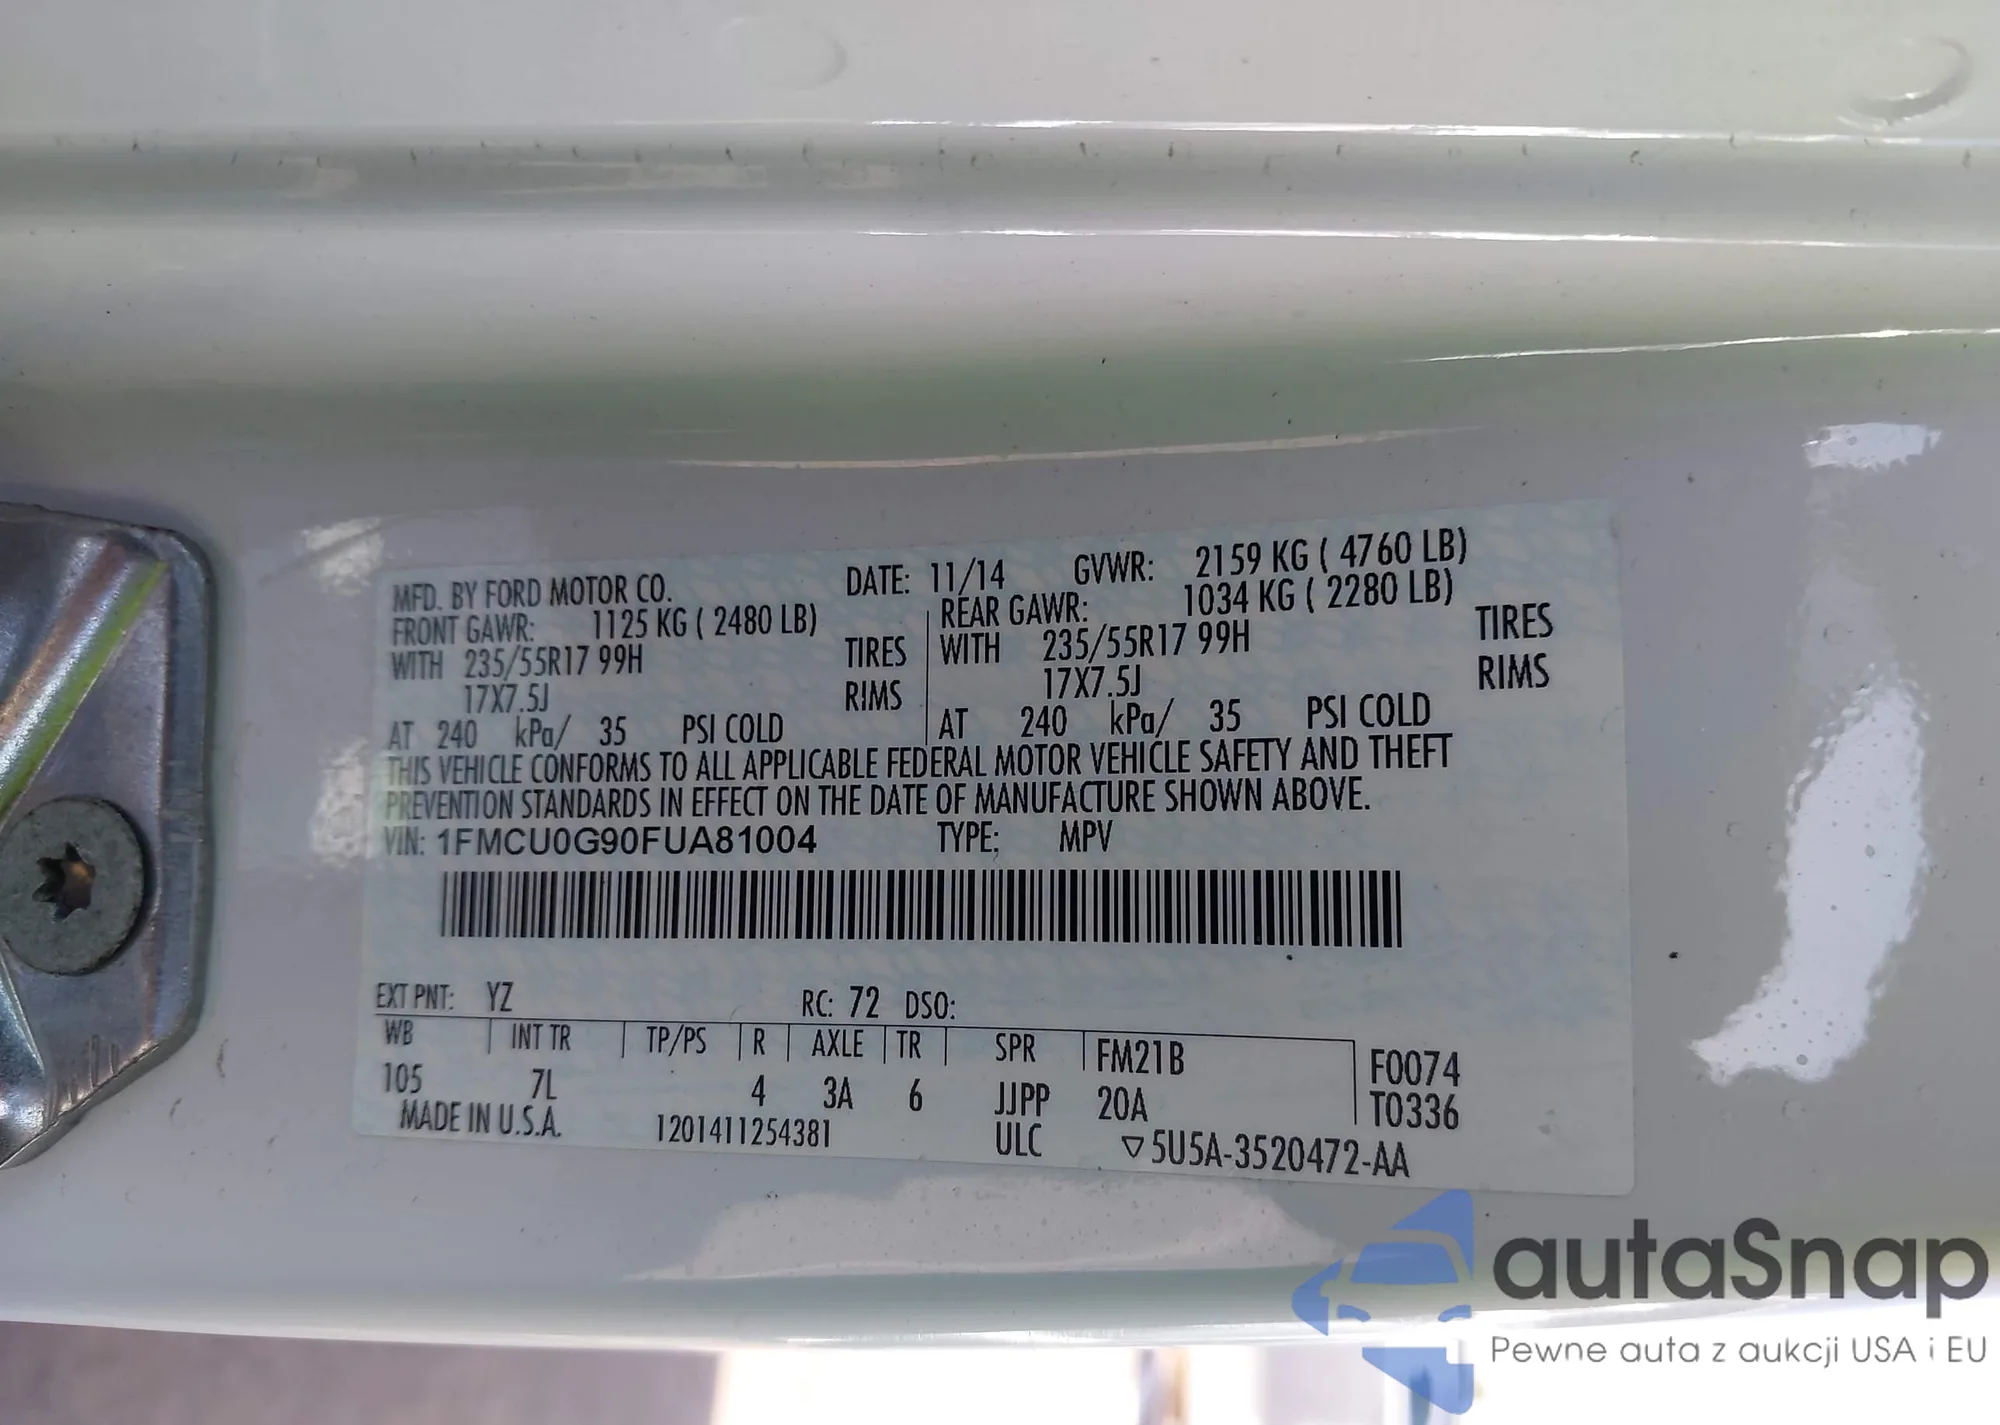 MFD. BY FORD MOTOR CO. DATE: 11/14 GVWR: 2159 KG ( 4760 LB)
FRONT GAWR: 1125 KG ( 2480 LB) REAR GAWR: 1034 KG ( 2280 LB)
WITH 235/55R17 99H TIRES WITH 235/55R17 99H TIRES
17X7.5J RIMS 17X7.5J RIMS
AT 240 kPa/ 35 PSI COLD AT 240 kPa/ 35 PSI COLD
THIS VEHICLE CONFORMS TO ALL APPLICABLE FEDERAL MOTOR VEHICLE SAFETY AND THEFT
PREVENTION STANDARDS IN EFFECT ON THE DATE OF MANUFACTURE SHOWN ABOVE.
VIN: 1FMCU0G90FUA81004 TYPE: MPV
EXT PNT: YZ RC: 72 DSO:
WB INT TR TP/PS R AXLE TR SPR FM21B F0074
105 7L 4 3A 6 JJPP 20A T0336
MADE IN U.S.A. 1201411254381 ULC ▽5U5A-3520472-AA
autaSnap
Pewne auta z aukcji USA i EU